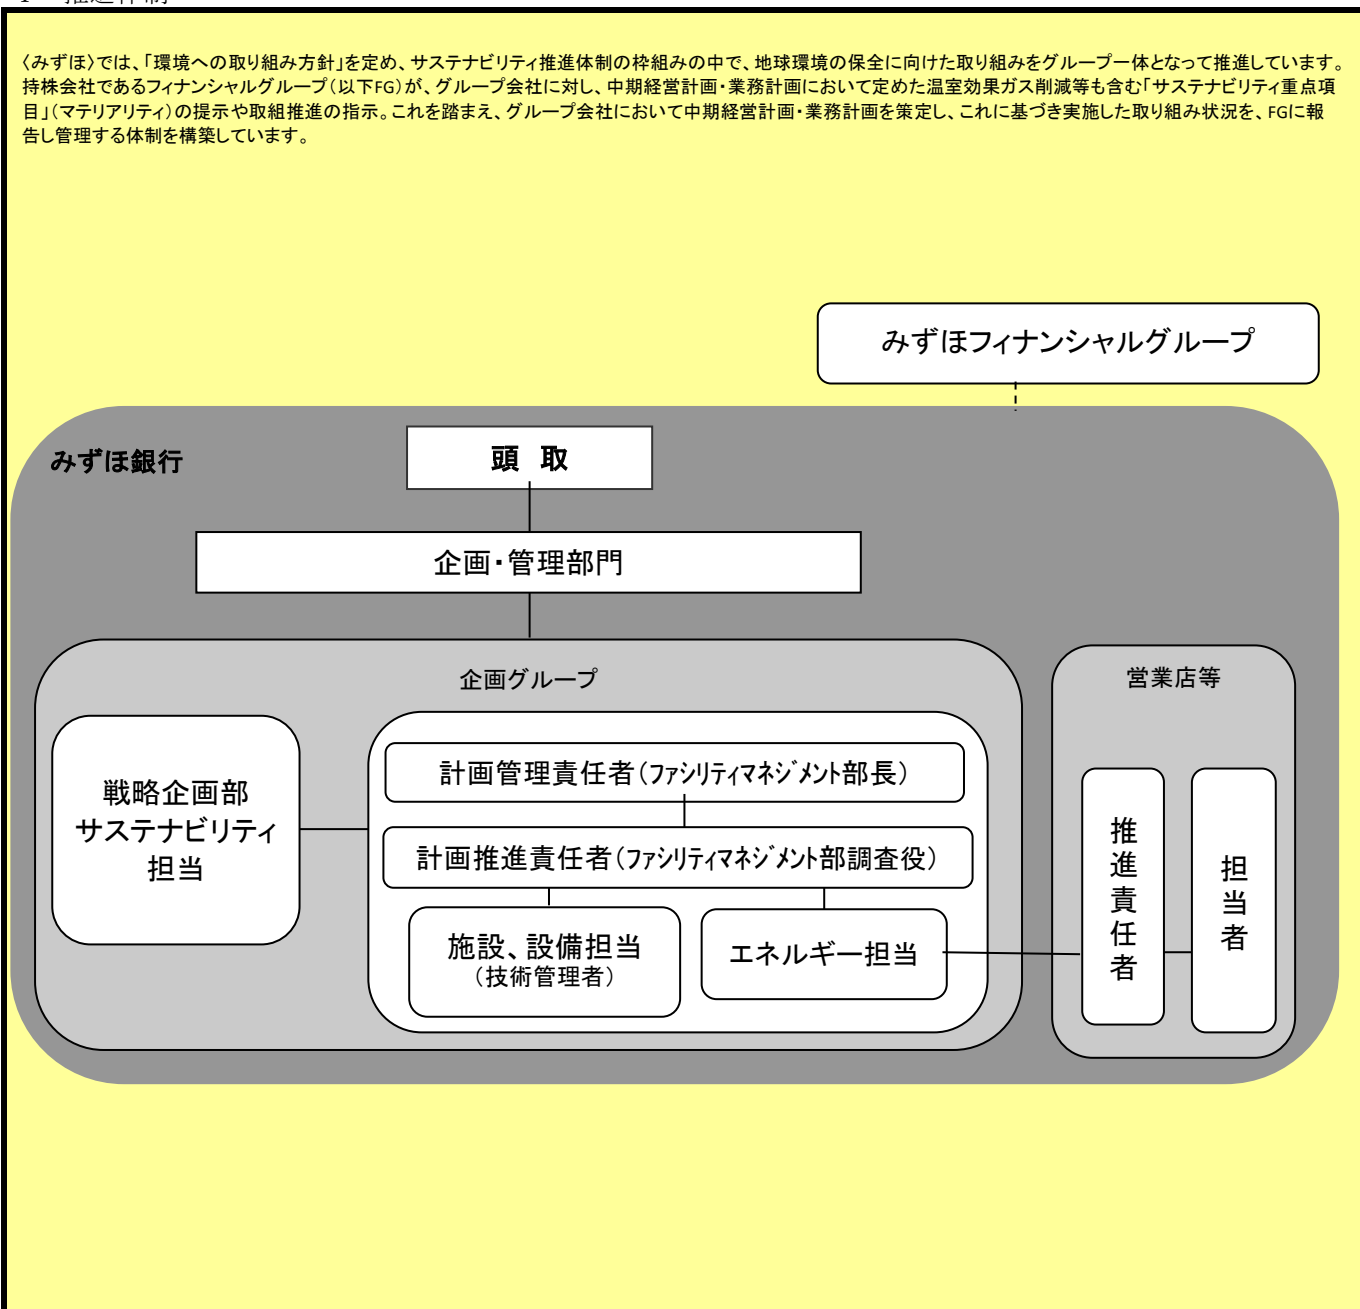 推進体制
〈みずほ〉では、「環境への取り組み方針」を定め、サステナビリティ推進体制の枠組みの中で、地球環境の保全に向けた取り組みをグループ一体となって推進しています。
持株会社であるフィナンシャルグループ（以下FG）が、グループ会社に対し、中期経営計画・業務計画において定めた温室効果ガス削減等も含む「サステナビリティ重点項
目」（マテリアリティ）の提示や取組推進の指示。これを踏まえ、グループ会社において中期経営計画・業務計画を策定し、これに基づき実施した取り組み状況を、FGに報
告し管理する体制を構築しています。
みずほフィナンシャルグループ
みずほ銀行
頭 取
企画・管理部門
企画グループ
営業店等
戦略企画部
サステナビリティ
担当
計画管理責任者（ファシリティマネジメント部長）
計画推進責任者（ファシリティマネジメント部調査役）
施設、設備担当
（技術管理者）
エネルギー担当
推進責任者
担当者